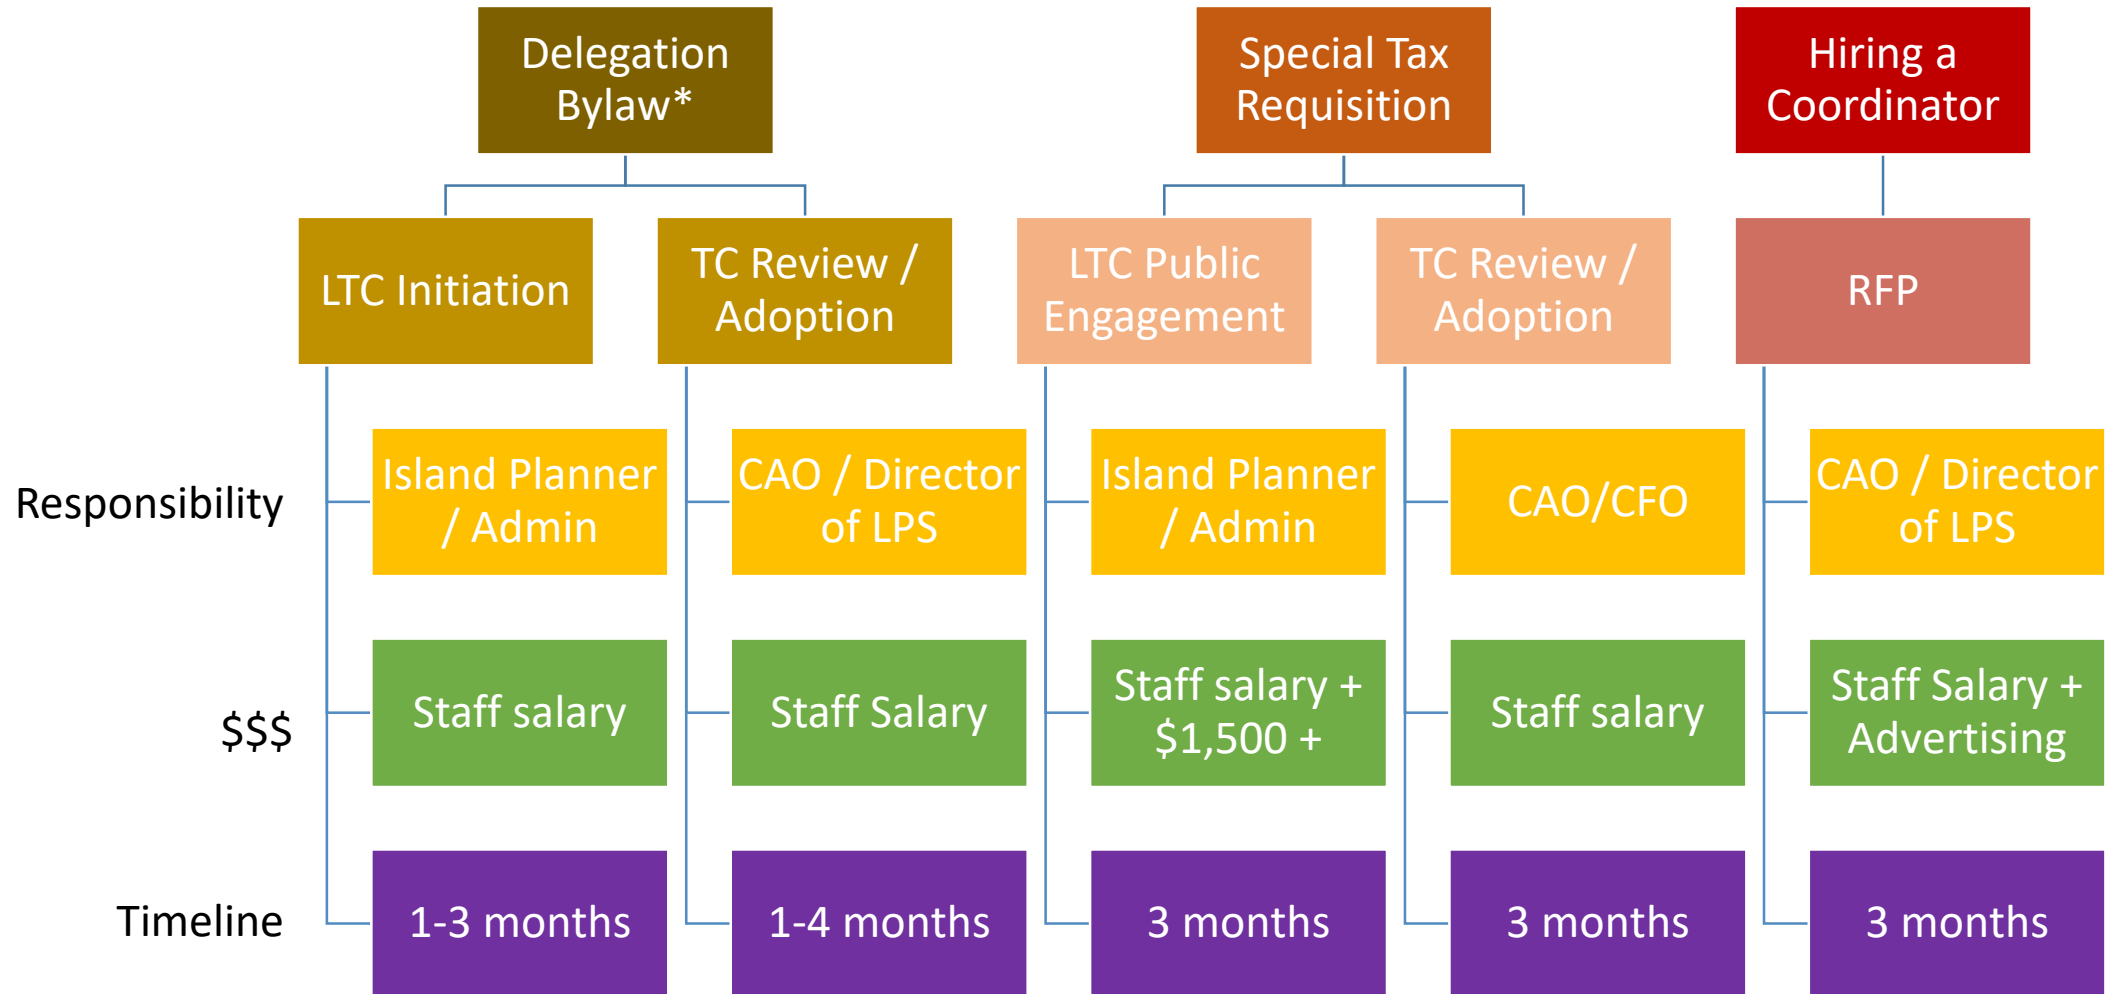 Delegation
Bylaw*
Special Tax
Requisition
Hiring a
Coordinator
LTC Initiation
TC Review /
Adoption
LTC Public
Engagement
TC Review /
Adoption
RFP
Responsibility
Island Planner
/ Admin
CAO / Director
of LPS
Island Planner
/ Admin
CAO/CFO
CAO / Director
of LPS
$$$
Staff salary
Staff Salary
Staff salary +
$1,500 +
Staff salary
Staff Salary +
Advertising
Timeline
1-3 months
1-4 months
3 months
3 months
3 months